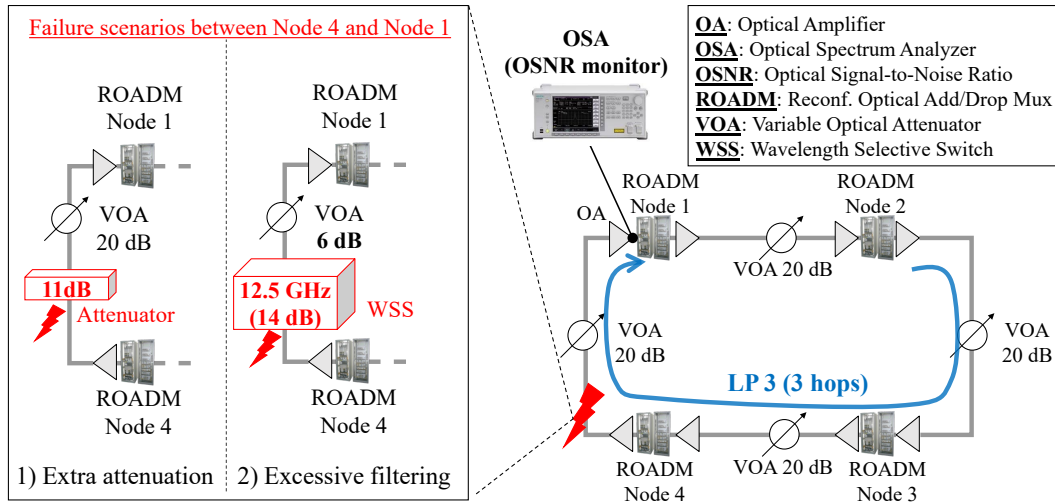 Failure scenarios between Node 4 and Node 1
ROADM
Node 1
VOA
20 dB
11dB
Attenuator
ROADM
Node 4
1) Extra attenuation
ROADM
Node 1
VOA
6 dB
12.5 GHz
(14 dB)
WSS
ROADM
Node 4
2) Excessive filtering
OSA
(OSNR monitor)
OA: Optical Amplifier
OSA: Optical Spectrum Analyzer
OSNR: Optical Signal-to-Noise Ratio
ROADM: Reconf. Optical Add/Drop Mux
VOA: Variable Optical Attenuator
WSS: Wavelength Selective Switch
OA
ROADM
Node 1
VOA 20 dB
ROADM
Node 2
VOA
20 dB
VOA
20 dB
LP 3 (3 hops)
ROADM
Node 4
VOA 20 dB
ROADM
Node 3